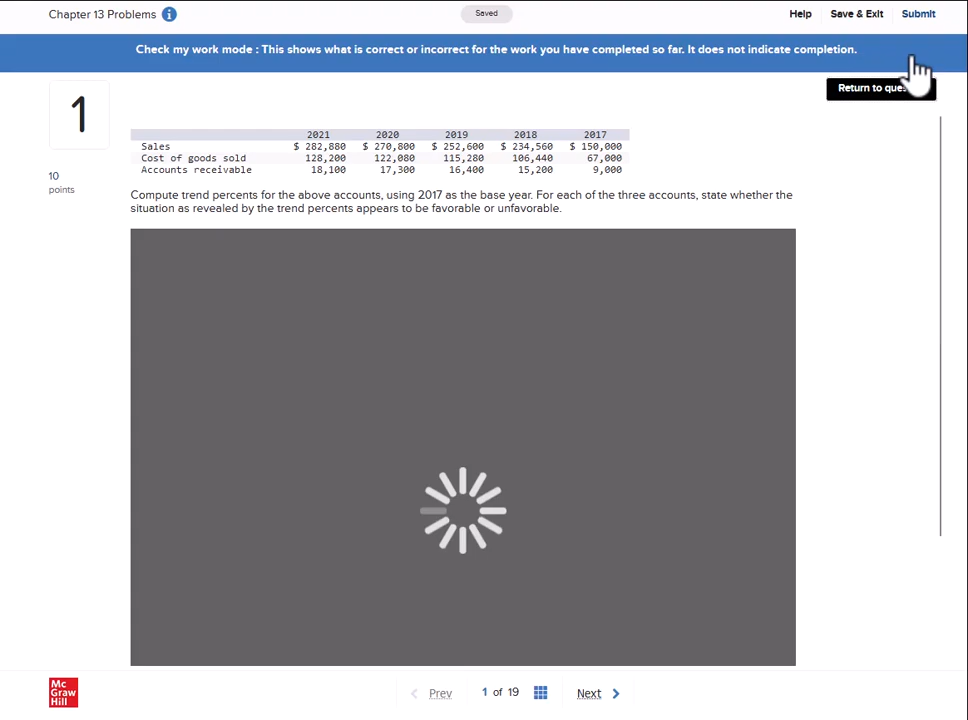 Chapter 13 Problems i
Saved
Help Save & Exit Submit
Check my work mode : This shows what is correct or incorrect for the work you have completed so far. It does not indicate completion.
Return to
1
10
points
2021 2020 2019 2018 2017
Sales $ 282,880 $ 270,800 $ 252,600 $ 234,560 $ 150,000
Cost of goods sold 128,200 122,080 115,280 106,440 67,000
Accounts receivable 18,100 17,300 16,400 15,200 9,000
Compute trend percents for the above accounts, using 2017 as the base year. For each of the three accounts, state whether the
situation as revealed by the trend percents appears to be favorable or unfavorable.
Mc
Graw
Hill
Prev 1 of 19 Next